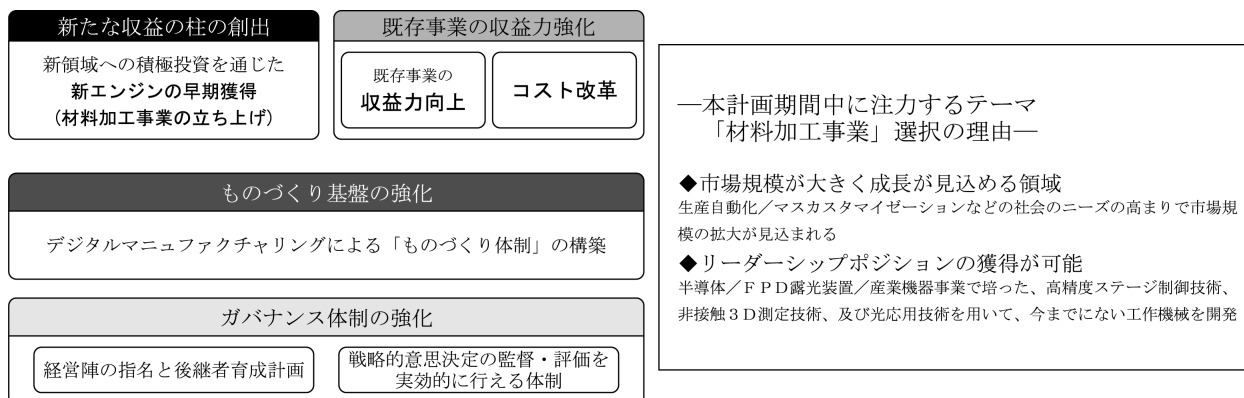 新たな収益の柱の創出
新領域への積極投資を通じた
新エンジンの早期獲得
(材料加工事業の立ち上げ)
既存事業の収益力強化
既存事業の
収益力向上
コスト改革
ものづくり基盤の強化
デジタルマニュファクチャリングによる「ものづくり体制」の構築
ガバナンス体制の強化
経営陣の指名と後継者育成計画
戦略的意思決定の監督・評価を
実効的に行える体制
―本計画期間中に注力するテーマ
「材料加工事業」選択の理由―
◆市場規模が大きく成長が見込める領域
生産自動化／マスカスタマイゼーションなどの社会のニーズの高まりで市場規
模の拡大が見込まれる
◆リーダーシップポジションの獲得が可能
半導体／ＦＰＤ露光装置／産業機器事業で培った、高精度ステージ制御技術、
非接触３Ｄ測定技術、及び光応用技術を用いて、今までにない工作機械を開発